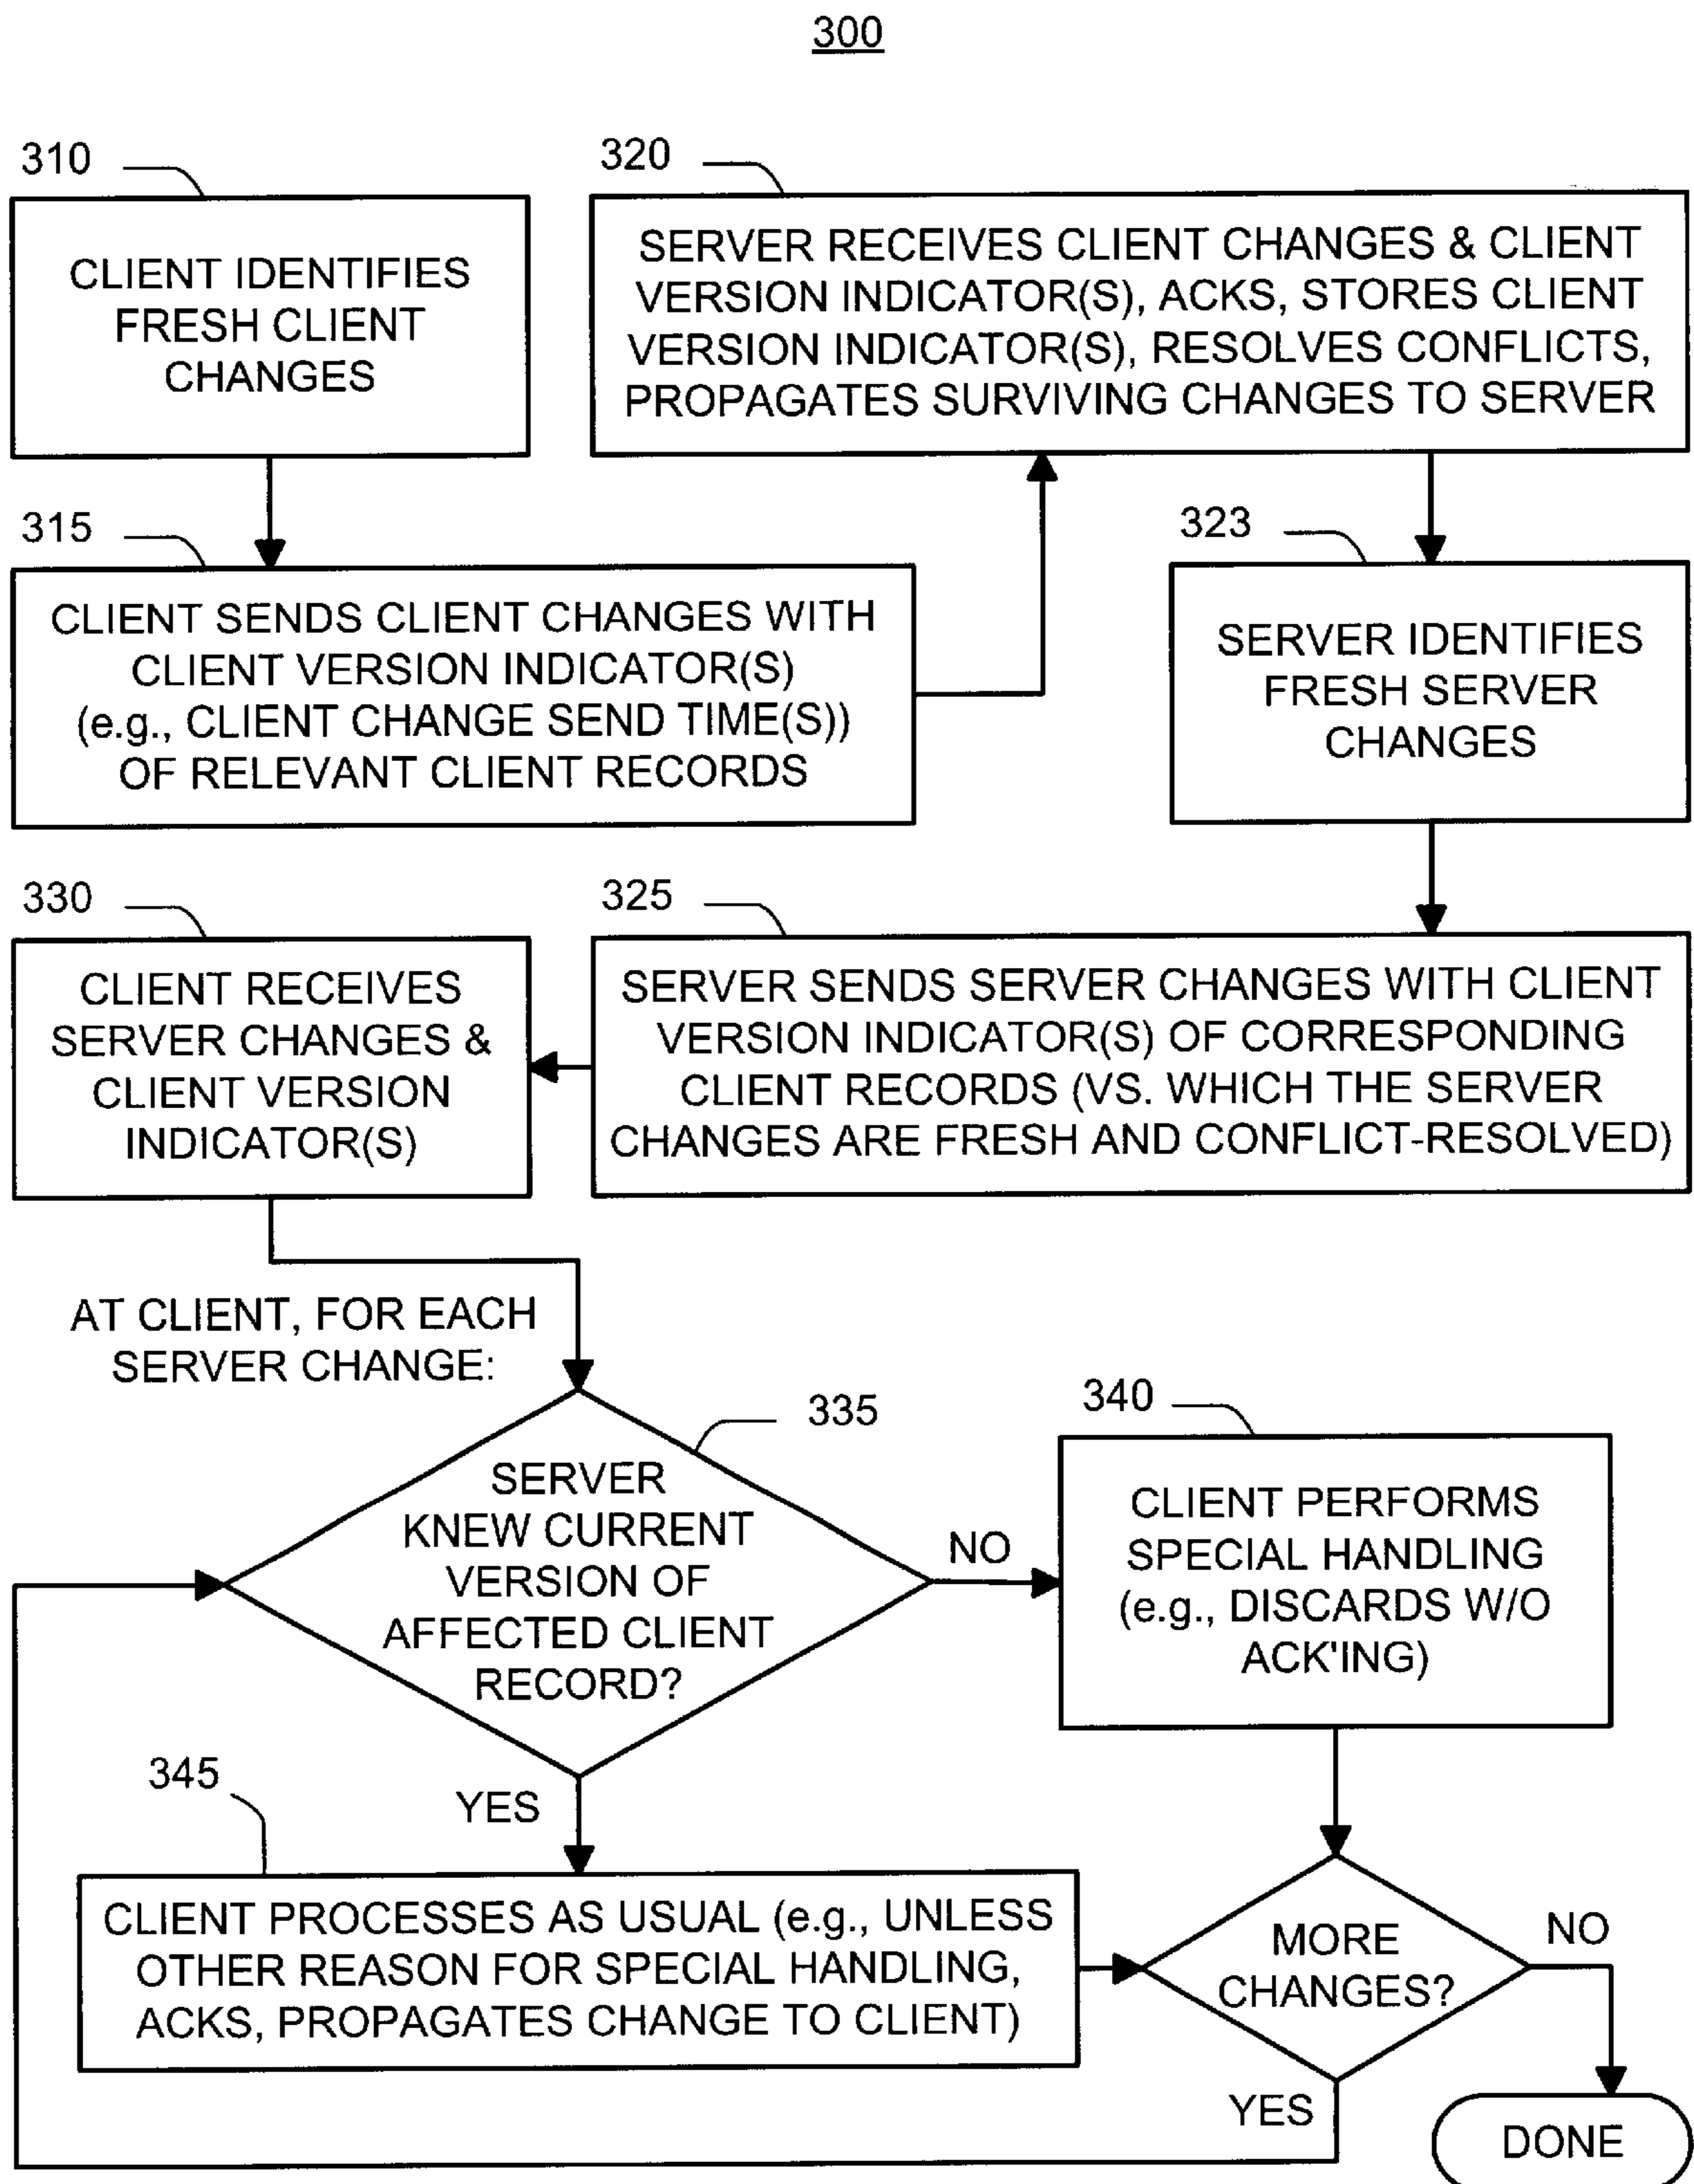 300
310
CLIENT IDENTIFIES
FRESH CLIENT
CHANGES
320
SERVER RECEIVES CLIENT CHANGES & CLIENT
VERSION INDICATOR(S), ACKS, STORES CLIENT
VERSION INDICATOR(S), RESOLVES CONFLICTS,
PROPAGATES SURVIVING CHANGES TO SERVER
315
CLIENT SENDS CLIENT CHANGES WITH
CLIENT VERSION INDICATOR(S)
(e.g., CLIENT CHANGE SEND TIME(S))
OF RELEVANT CLIENT RECORDS
323
SERVER IDENTIFIES
FRESH SERVER
CHANGES
330
CLIENT RECEIVES
SERVER CHANGES &
CLIENT VERSION
INDICATOR(S)
325
SERVER SENDS SERVER CHANGES WITH CLIENT
VERSION INDICATOR(S) OF CORRESPONDING
CLIENT RECORDS (VS. WHICH THE SERVER
CHANGES ARE FRESH AND CONFLICT-RESOLVED)
AT CLIENT, FOR EACH
SERVER CHANGE:
335
SERVER
KNEW CURRENT
VERSION OF
AFFECTED CLIENT
RECORD?
NO
340
CLIENT PERFORMS
SPECIAL HANDLING
(e.g., DISCARDS W/O
ACK'ING)
YES
345
CLIENT PROCESSES AS USUAL (e.g., UNLESS
OTHER REASON FOR SPECIAL HANDLING,
ACKS, PROPAGATES CHANGE TO CLIENT)
MORE
CHANGES?
NO
YES
DONE